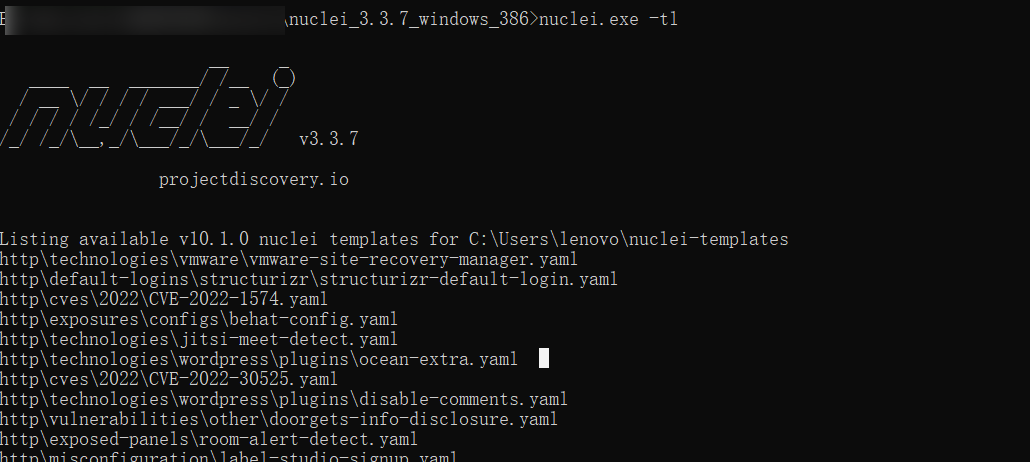 \nuclei_3.3.7_windows_386>nuclei.exe -tl
nuclei v3.3.7
projectdiscovery.io
Listing available v10.1.0 nuclei templates for C:\Users\lenovo\nuclei-templates
http\technologies\vmware\vmware-site-recovery-manager.yaml
http\default-logins\structurizr\structurizr-default-login.yaml
http\cves\2022\CVE-2022-1574.yaml
http\exposures\configs\behat-config.yaml
http\technologies\jitsi-meet-detect.yaml
http\technologies\wordpress\plugins\ocean-extra.yaml
http\cves\2022\CVE-2022-30525.yaml
http\technologies\wordpress\plugins\disable-comments.yaml
http\vulnerabilities\other\doorgets-info-disclosure.yaml
http\exposed-panels\room-alert-detect.yaml
http\misconfiguration\label-studio-signup.yaml